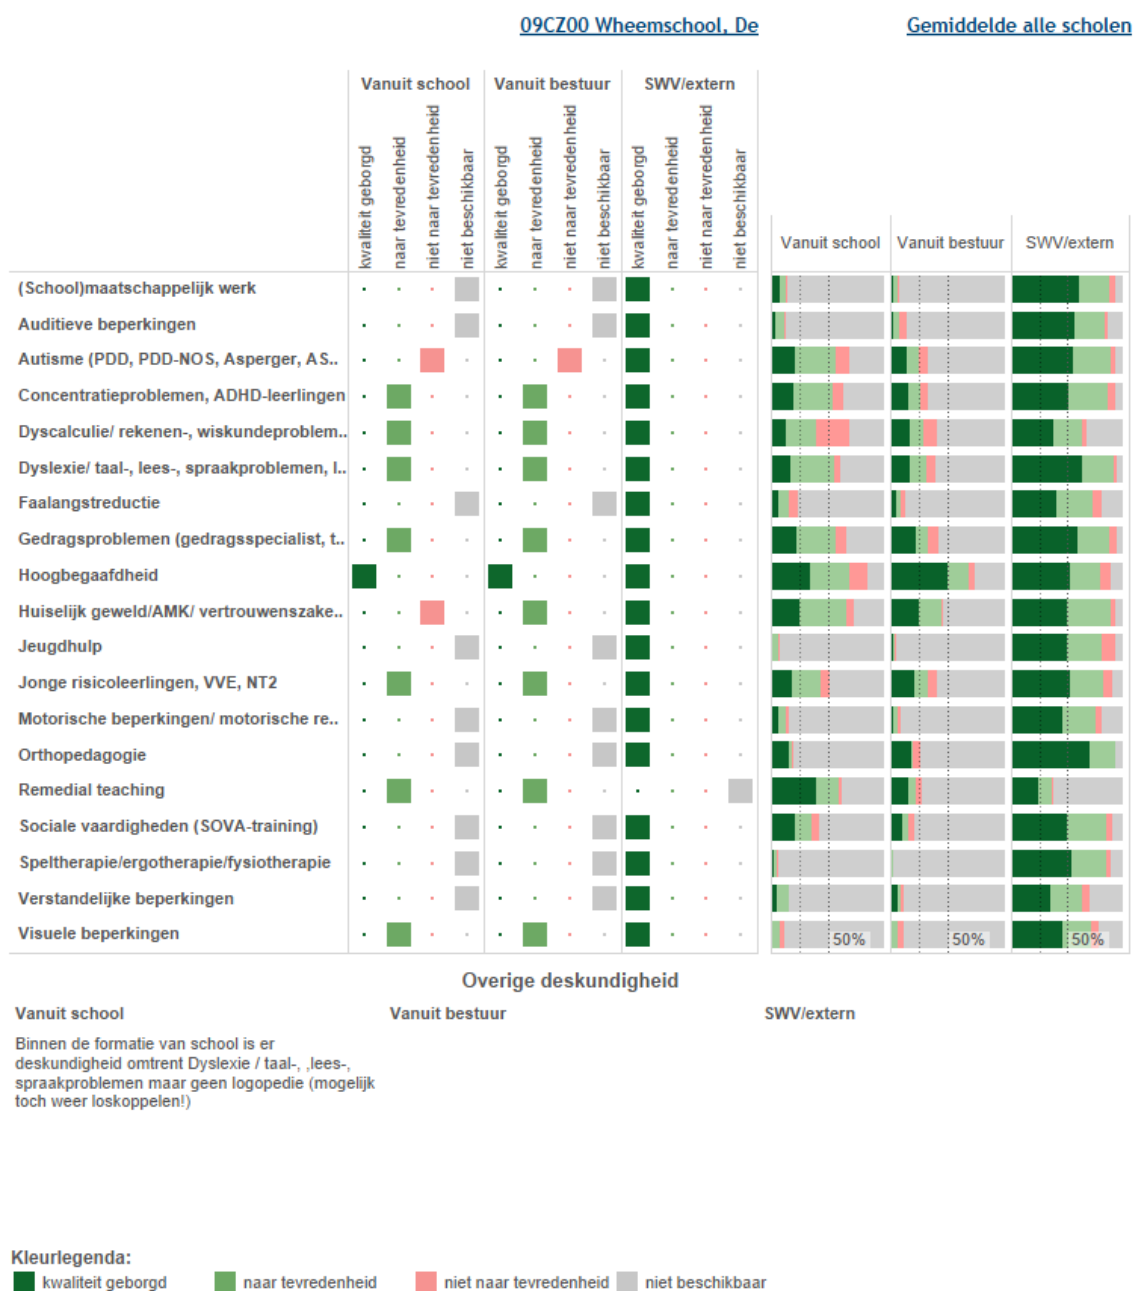 09CZ00 Wheemschool, De
Gemiddelde alle scholen
Vanuit school
Vanuit bestuur
SWV/extern
kwaliteit geborgd
naar tevredenheid
niet naar tevredenheid
niet beschikbaar
kwaliteit geborgd
naar tevredenheid
niet naar tevredenheid
niet beschikbaar
kwaliteit geborgd
naar tevredenheid
niet naar tevredenheid
niet beschikbaar
Vanuit school
Vanuit bestuur
SWV/extern
(School)maatschappelijk werk
Auditieve beperkingen
Autisme (PDD, PDD-NOS, Asperger, AS..
Concentratieproblemen, ADHD-leerlingen
Dyscalculie/ rekenen-, wiskundeproblem..
Dyslexie/ taal-, lees-, spraakproblemen, l..
Faalangstreductie
Gedragsproblemen (gedragsspecialist, t..
Hoogbegaafdheid
Huiselijk geweld/AMK/ vertrouwenszake..
Jeugdhulp
Jonge risicoleerlingen, VVE, NT2
Motorische beperkingen/ motorische re..
Orthopedagogie
Remedial teaching
Sociale vaardigheden (SOVA-training)
Speltherapie/ergotherapie/fysiotherapie
Verstandelijke beperkingen
Visuele beperkingen
50%
50%
50%
Overige deskundigheid
Vanuit school
Vanuit bestuur
SWV/extern
Binnen de formatie van school is er
deskundigheid omtrent Dyslexie / taal-, ,lees-,
spraakproblemen maar geen logopedie (mogelijk
toch weer loskoppelen!)
Kleurlegenda:
kwaliteit geborgd
naar tevredenheid
niet naar tevredenheid
niet beschikbaar